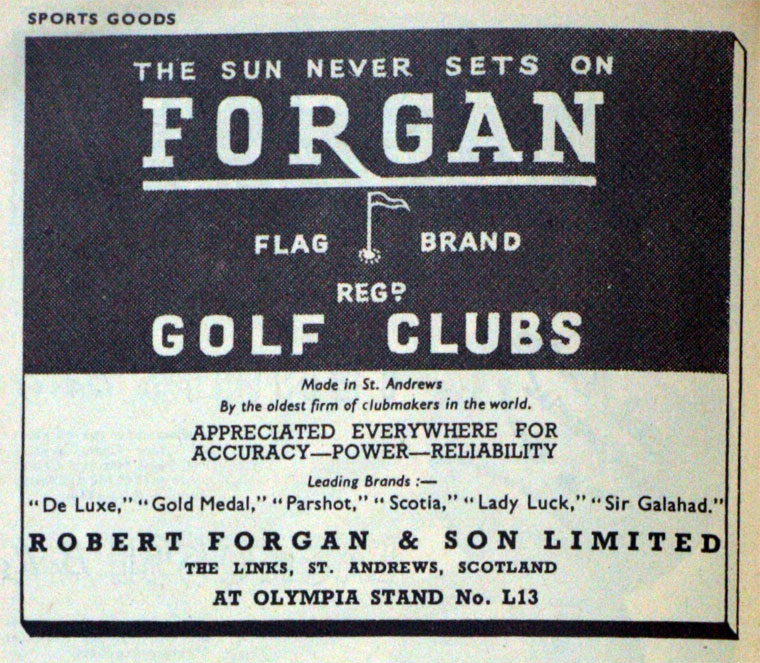 SPORTS GOODS
THE SUN NEVER SETS ON
FORGAN
FLAG BRAND
REGD
GOLF CLUBS
Made in St. Andrews
By the oldest firm of clubmakers in the world.
APPRECIATED EVERYWHERE FOR
ACCURACY—POWER—RELIABILITY
Leading Brands :—
“De Luxe,” “Gold Medal,” “Parshot,” “Scotia,” “Lady Luck,” “Sir Galahad.”
ROBERT FORGAN & SON LIMITED
THE LINKS, ST. ANDREWS, SCOTLAND
AT OLYMPIA STAND No. L13